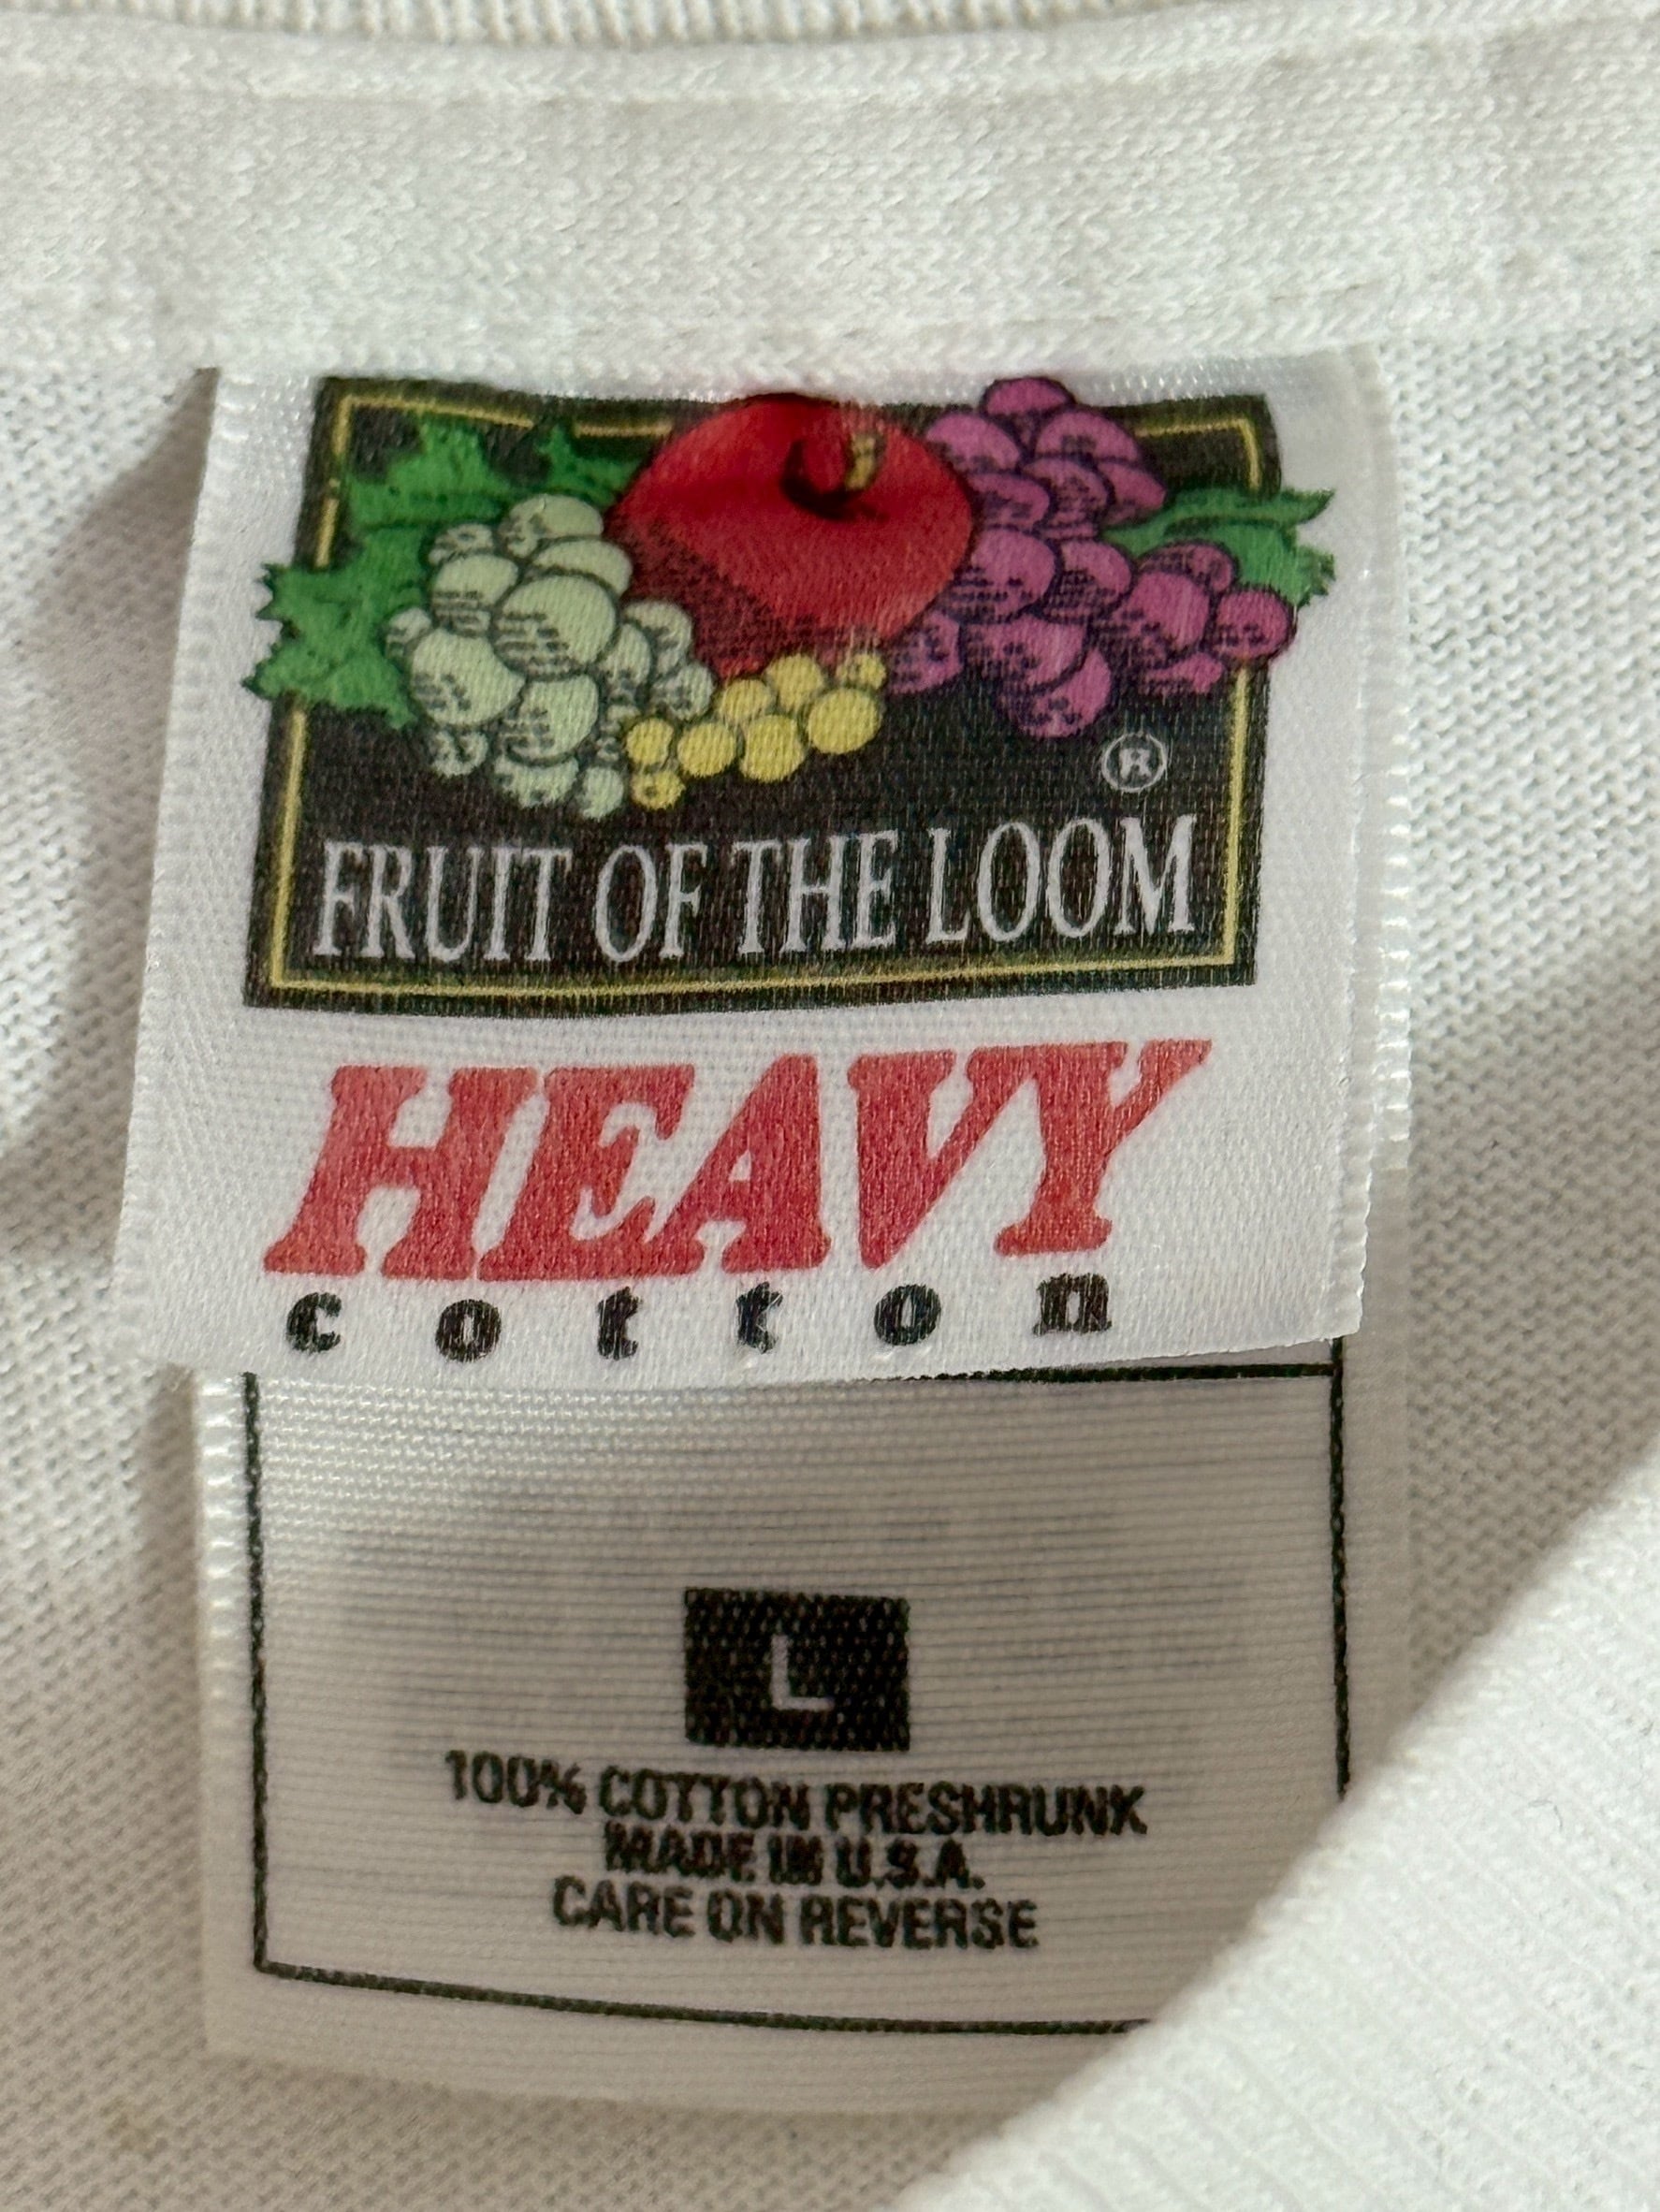 ®
FRUIT OF THE LOOM
HEAVY
cotton
L
100% COTTON PRESHRUNK
MADE IN U.S.A.
CARE ON REVERSE